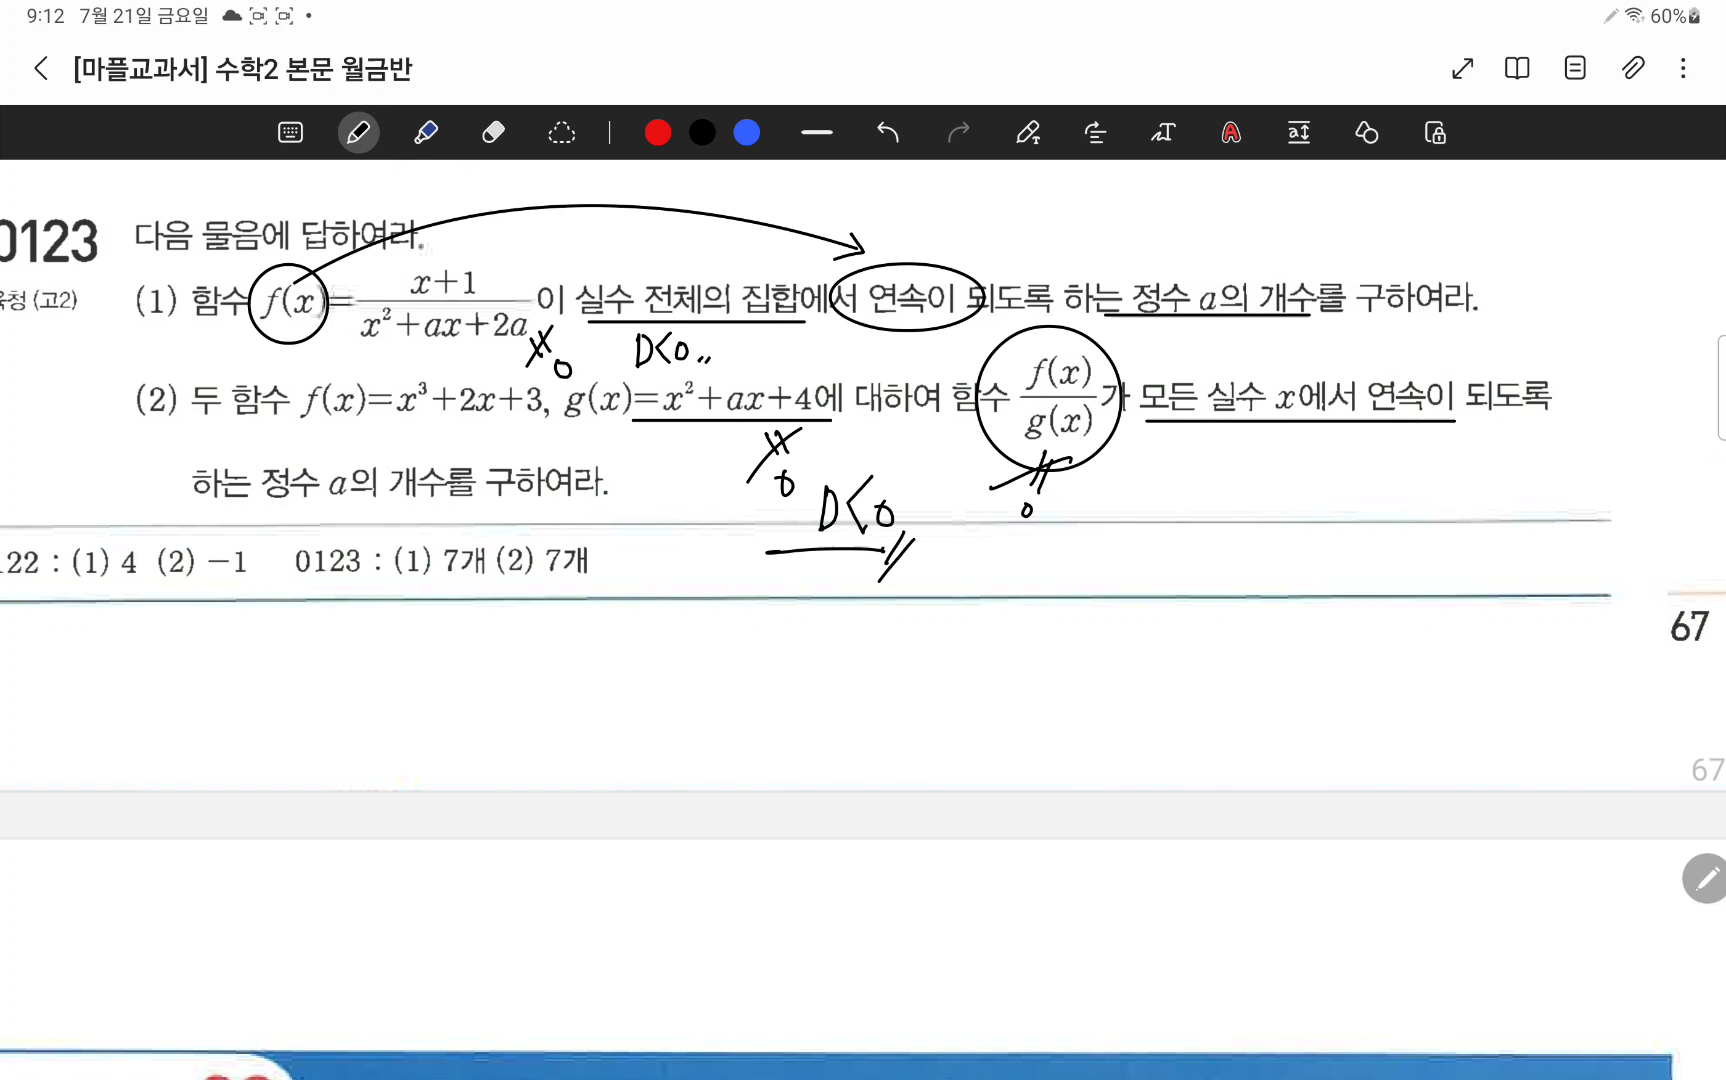 9:12 7월 21일 금요일 60%
[마플교과서] 수학2 본문 월금반
0123 다음 물음에 답하여라.
(고2) (1) 함수 f(x)=\frac{x+1}{x²+ax+2a}이 실수 전체의 집합에서 연속이 되도록 하는 정수 a의 개수를 구하여라.
≠0 D<0
(2) 두 함수 f(x)=x³+2x+3, g(x)=x²+ax+4에 대하여 함수 \frac{f(x)}{g(x)}가 모든 실수 x에서 연속이 되도록
≠0 ≠0
하는 정수 a의 개수를 구하여라.
D<0
22 : (1) 4 (2) −1 0123 : (1) 7개 (2) 7개
67
67